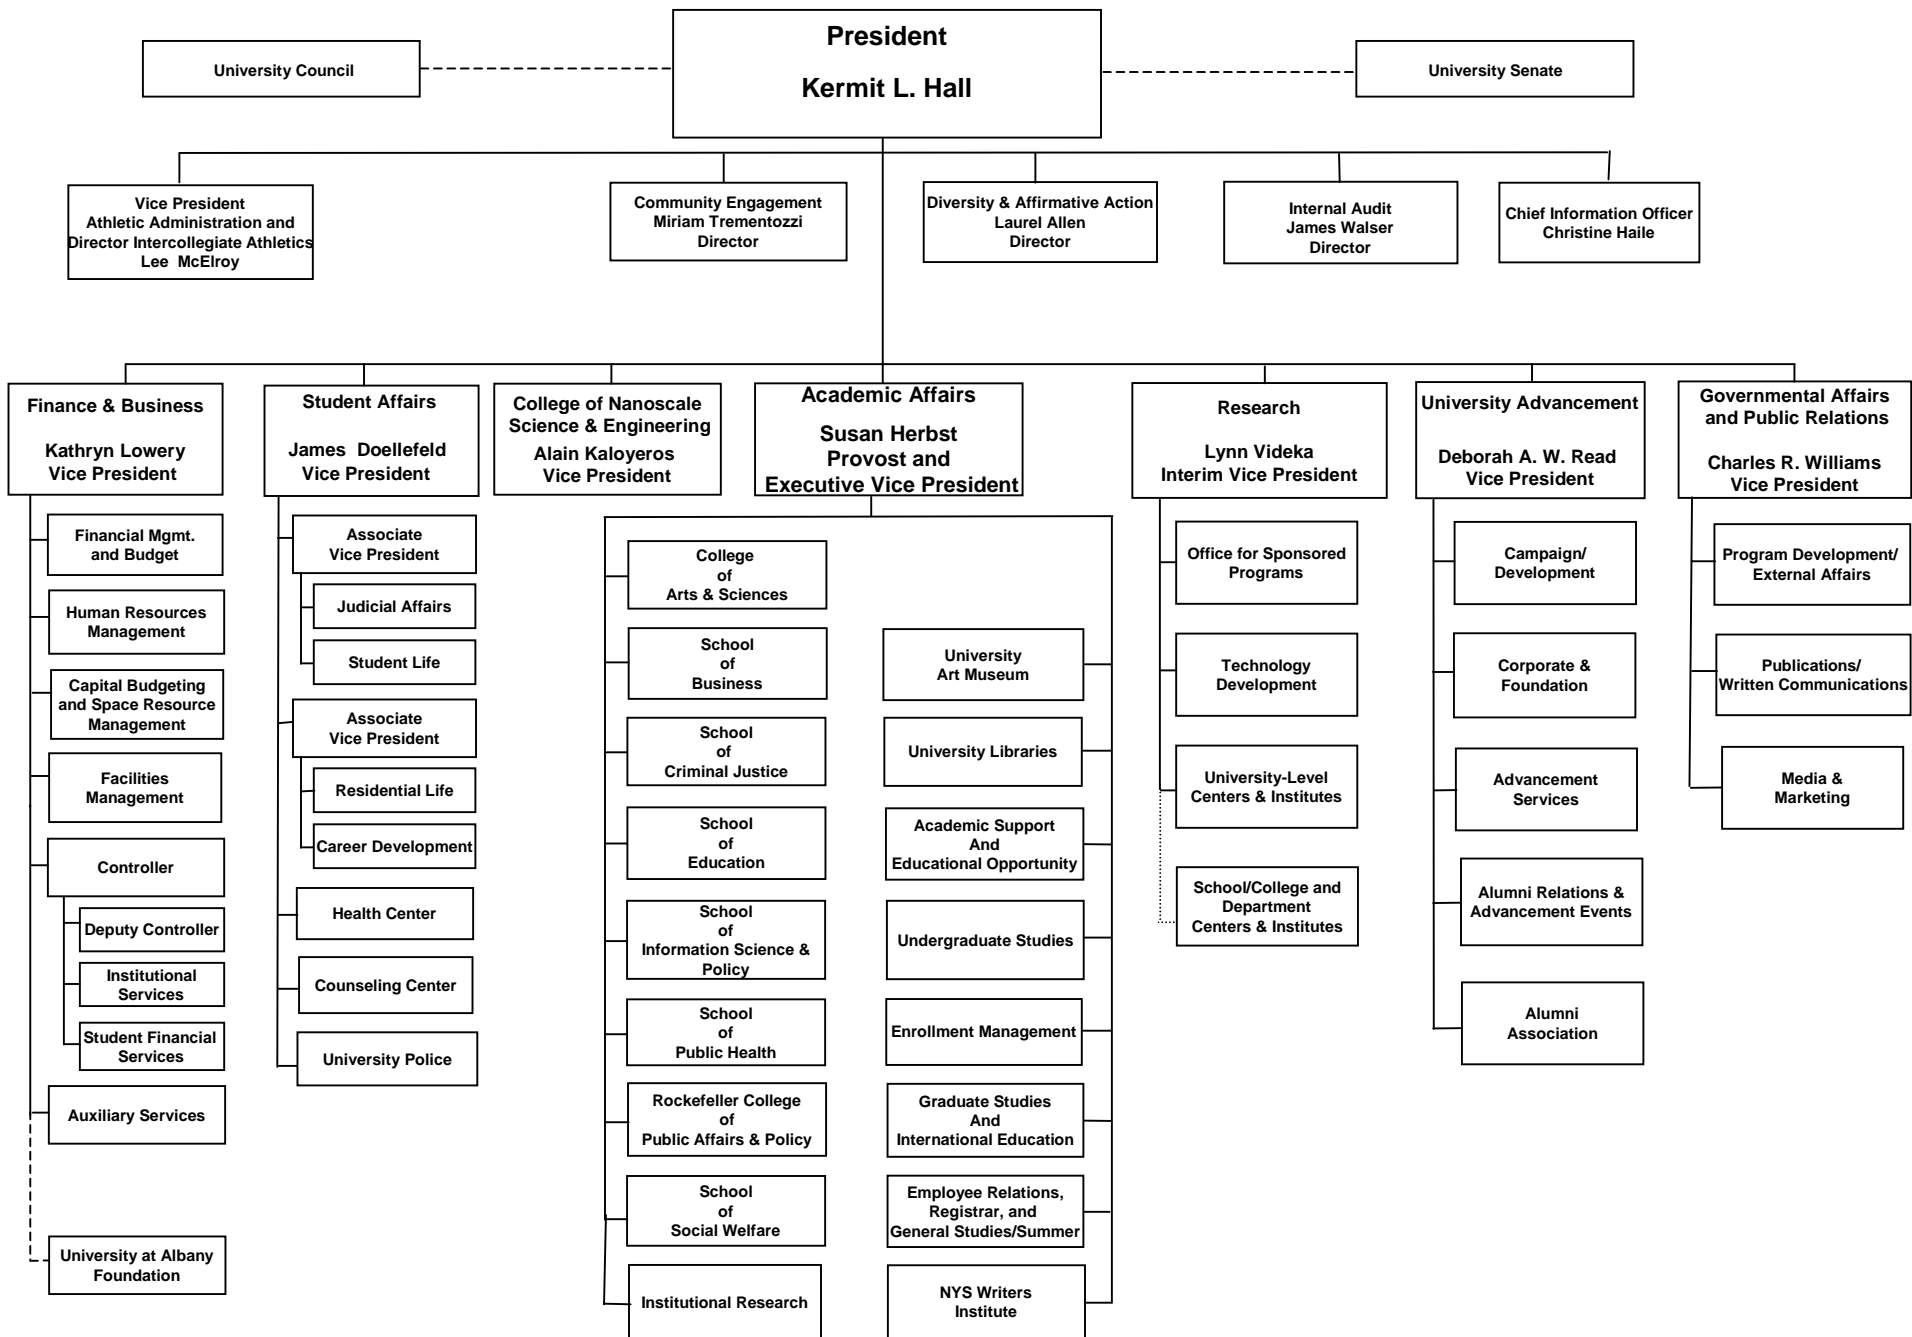 President
Kermit L. Hall
University Council
University Senate
Vice President
Athletic Administration and
Director Intercollegiate Athletics
Lee McElroy
Community Engagement
Miriam Trementozzi
Director
Diversity & Affirmative Action
Laurel Allen
Director
Internal Audit
James Walser
Director
Chief Information Officer
Christine Haile
Finance & Business
Kathryn Lowery
Vice President
Student Affairs
James Doellefeld
Vice President
College of Nanoscale
Science & Engineering
Alain Kaloyeros
Vice President
Academic Affairs
Susan Herbst
Provost and
Executive Vice President
Research
Lynn Videka
Interim Vice President
University Advancement
Deborah A. W. Read
Vice President
Governmental Affairs
and Public Relations
Charles R. Williams
Vice President
Financial Mgmt.
and Budget
Human Resources
Management
Capital Budgeting
and Space Resource
Management
Facilities
Management
Controller
Deputy Controller
Institutional
Services
Student Financial
Services
Auxiliary Services
University at Albany
Foundation
Associate
Vice President
Judicial Affairs
Student Life
Associate
Vice President
Residential Life
Career Development
Health Center
Counseling Center
University Police
College
of
Arts & Sciences
School
of
Business
School
of
Criminal Justice
School
of
Education
School
of
Information Science &
Policy
School
of
Public Health
Rockefeller College
of
Public Affairs & Policy
School
of
Social Welfare
Institutional Research
University
Art Museum
University Libraries
Academic Support
And
Educational Opportunity
Undergraduate Studies
Enrollment Management
Graduate Studies
And
International Education
Employee Relations,
Registrar, and
General Studies/Summer
NYS Writers
Institute
Office for Sponsored
Programs
Technology
Development
University-Level
Centers & Institutes
School/College and
Department
Centers & Institutes
Campaign/
Development
Corporate &
Foundation
Advancement
Services
Alumni Relations &
Advancement Events
Alumni
Association
Program Development/
External Affairs
Publications/
Written Communications
Media &
Marketing